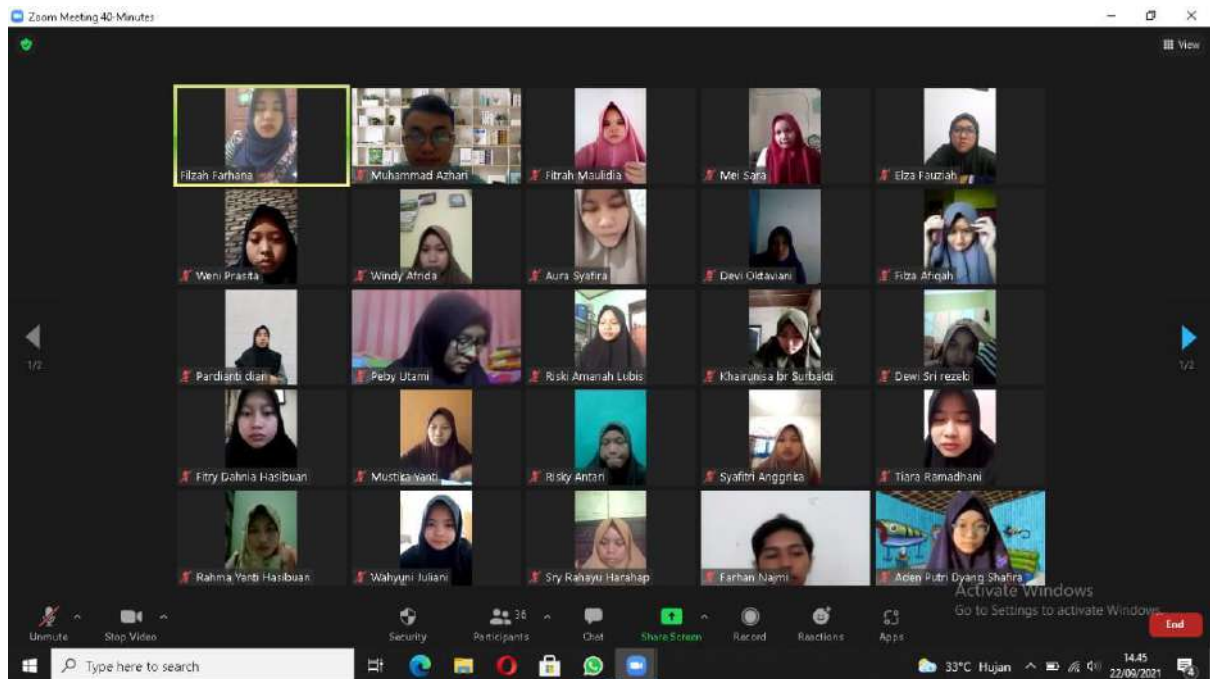 Zoom Meeting 40-Minutes
View
Filzah Farhana
Muhammad Azhari
Fitrah Maulidia
Mei Sara
Elza Fauziah
Weni Prasita
Windy Afrida
Aura Syafira
Devi Oktaviani
Filza Afiqah
Pardianti dian
Peby Utami
Riski Amanah Lubis
Khairunisa br Surbakti
Dewi Sri rezeki
Fitry Dahnia Hasibuan
Mustika Yanti
Risky Antari
Syafitri Anggrika
Tiara Ramadhani
Rahma Yenti Hasibuan
Wahyuni Juliani
Sry Rahayu Harahap
Farhan Najmi
Aden Putri Dyang Shafira
1/2
1/2
Activate Windows
Go to Settings to activate Windows.
36
Unmute
Stop Video
Security
Participants
Chat
Share Screen
Record
Reactions
Apps
End
Type here to search
33°C Hujan
14.45
22/09/2021
4